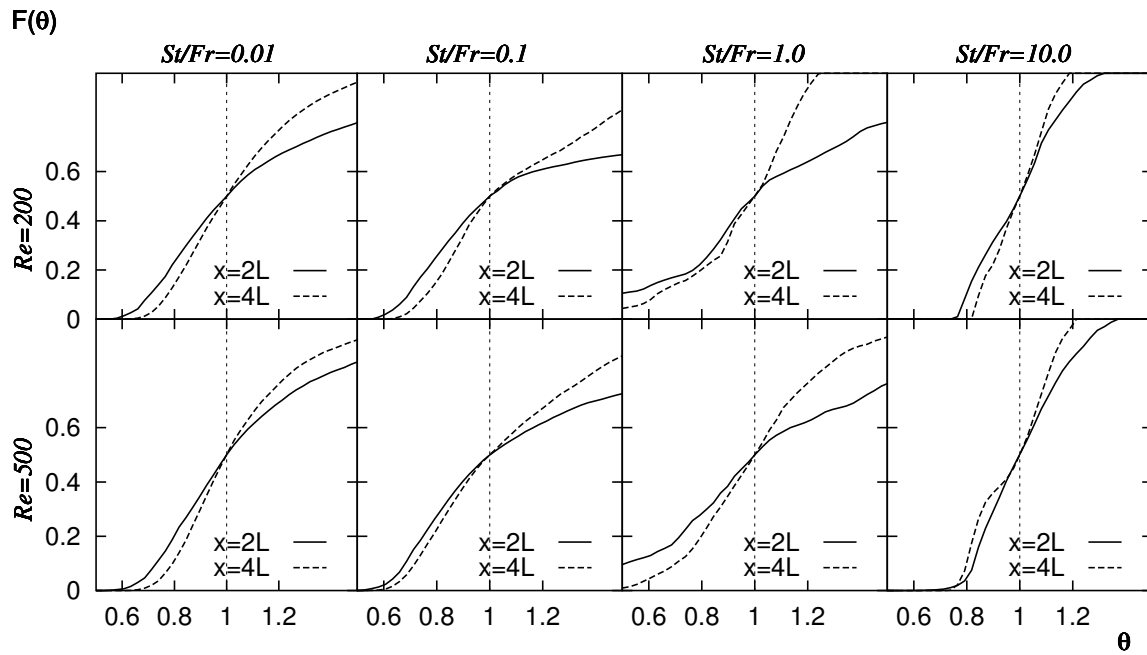 F(θ)
St/Fr=0.01 St/Fr=0.1 St/Fr=1.0 St/Fr=10.0
Re=200
0.6
0.4
0.2
0
x=2L
x=4L
x=2L
x=4L
x=2L
x=4L
x=2L
x=4L
Re=500
0.6
0.4
0.2
0
x=2L
x=4L
x=2L
x=4L
x=2L
x=4L
x=2L
x=4L
0.6 0.8 1 1.2 0.6 0.8 1 1.2 0.6 0.8 1 1.2 0.6 0.8 1 1.2
θ